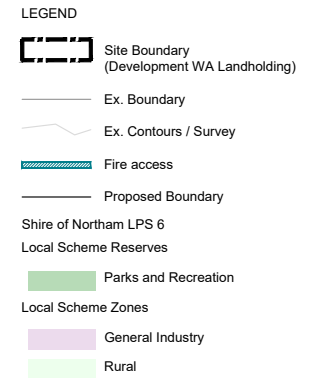 LEGEND
Site Boundary
(Development WA Landholding)
Ex. Boundary
Ex. Contours / Survey
Fire access
Proposed Boundary
Shire of Northam LPS 6
Local Scheme Reserves
Parks and Recreation
Local Scheme Zones
General Industry
Rural